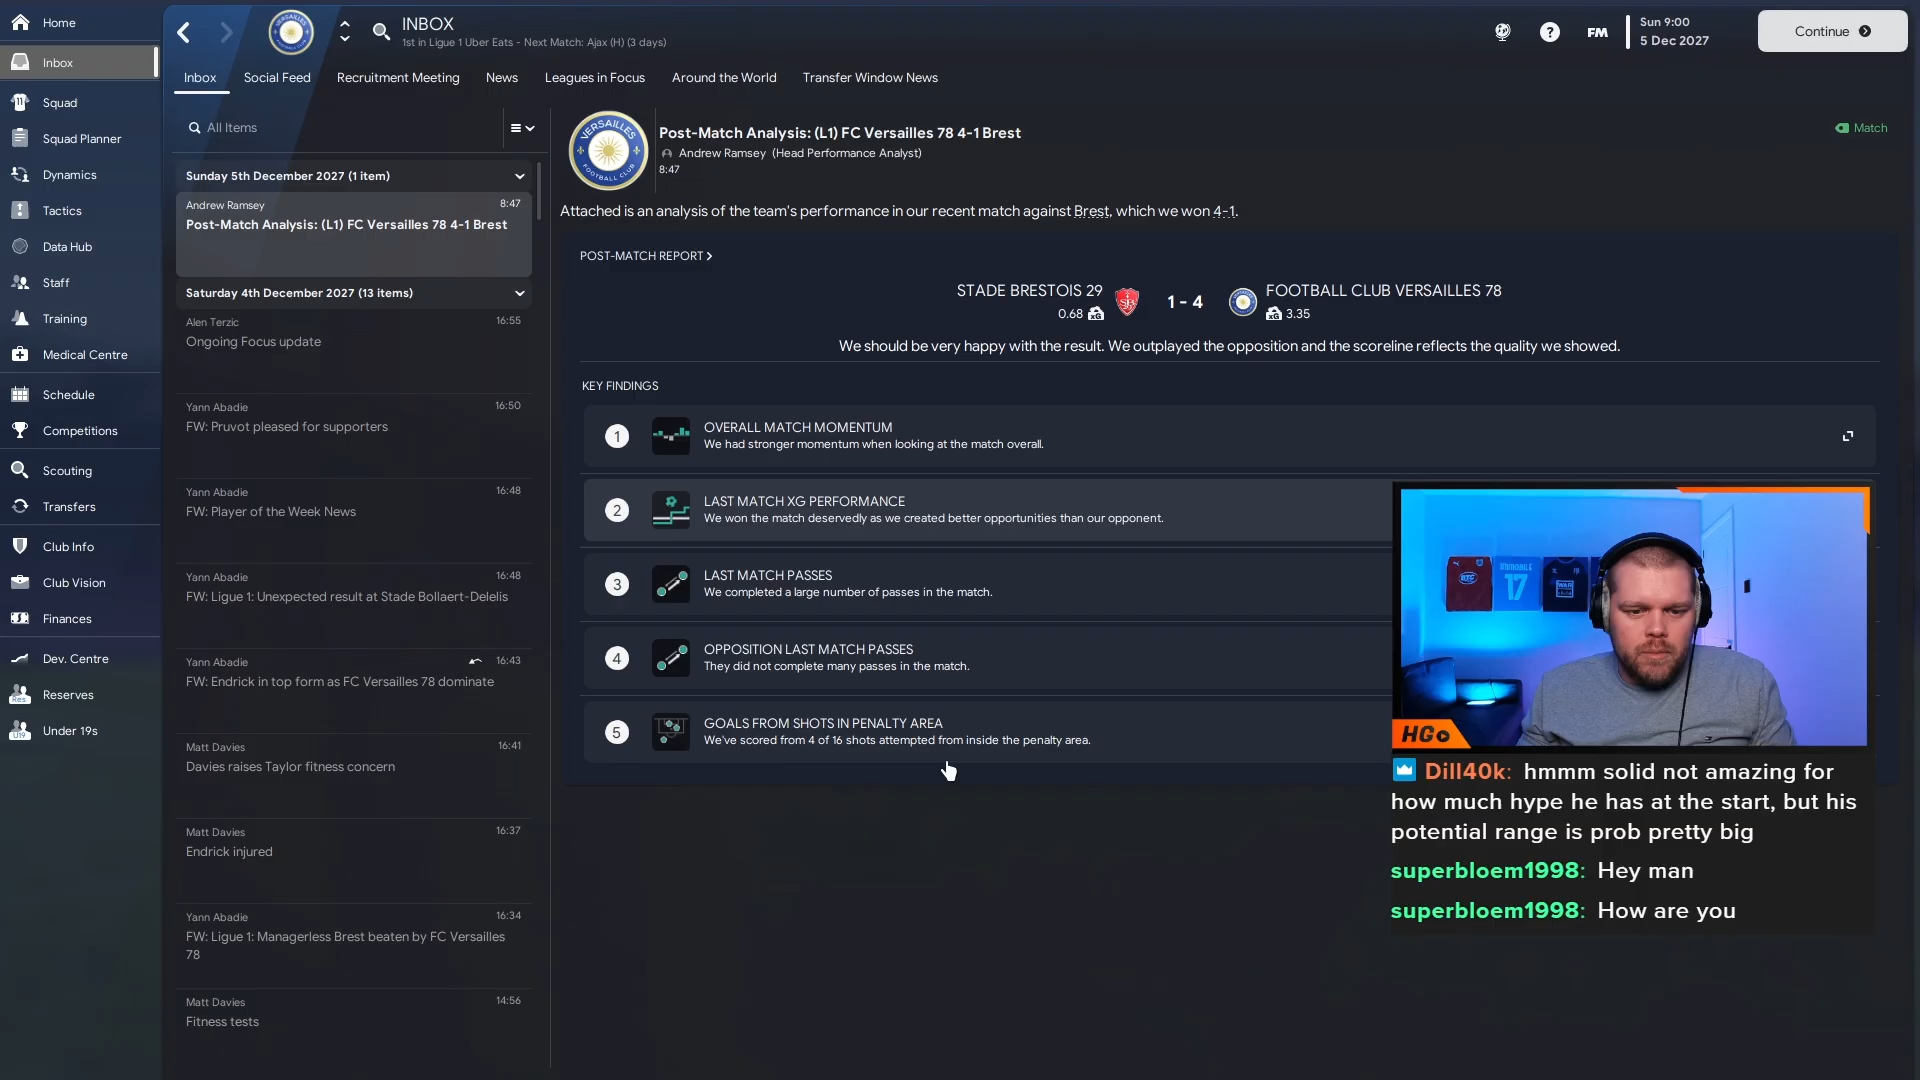 Home
Inbox
Squad
Squad Planner
Dynamics
Tactics
Data Hub
Staff
Training
Medical Centre
Schedule
Competitions
Scouting
Transfers
Club Info
Club Vision
Finances
Dev. Centre
Reserves
Under 19s
INBOX
1st in Ligue 1 Uber Eats - Next Match: Ajax (H) (3 days)
FM
Sun 9:00
5 Dec 2027
Continue
Inbox
Social Feed
Recruitment Meeting
News
Leagues in Focus
Around the World
Transfer Window News
All Items
Sunday 5th December 2027 (1 item)
Andrew Ramsey 8:47
Post-Match Analysis: (L1) FC Versailles 78 4-1 Brest
Saturday 4th December 2027 (13 items)
Alen Terzic 16:55
Ongoing Focus update
Yann Abadie 16:50
FW: Pruvot pleased for supporters
Yann Abadie 16:48
FW: Player of the Week News
Yann Abadie 16:48
FW: Ligue 1: Unexpected result at Stade Bollaert-Delelis
Yann Abadie 16:43
FW: Endrick in top form as FC Versailles 78 dominate
Matt Davies 16:41
Davies raises Taylor fitness concern
Matt Davies 16:37
Endrick injured
Yann Abadie 16:34
FW: Ligue 1: Managerless Brest beaten by FC Versailles
78
Matt Davies 14:56
Fitness tests
VERSAILLES
FOOTBALL CLUB
Post-Match Analysis: (L1) FC Versailles 78 4-1 Brest
Andrew Ramsey (Head Performance Analyst)
8:47
Match
Attached is an analysis of the team's performance in our recent match against Brest, which we won 4-1.
POST-MATCH REPORT
STADE BRESTOIS 29 1 - 4 FOOTBALL CLUB VERSAILLES 78
0.68 xG xG 3.35
We should be very happy with the result. We outplayed the opposition and the scoreline reflects the quality we showed.
KEY FINDINGS
1 OVERALL MATCH MOMENTUM
We had stronger momentum when looking at the match overall.
2 LAST MATCH XG PERFORMANCE
We won the match deservedly as we created better opportunities than our opponent.
3 LAST MATCH PASSES
We completed a large number of passes in the match.
4 OPPOSITION LAST MATCH PASSES
They did not complete many passes in the match.
5 GOALS FROM SHOTS IN PENALTY AREA
We've scored from 4 of 16 shots attempted from inside the penalty area.
IMMOBILE
17
HG
Dill40k: hmmm solid not amazing for
how much hype he has at the start, but his
potential range is prob pretty big
superbloem1998: Hey man
superbloem1998: How are you